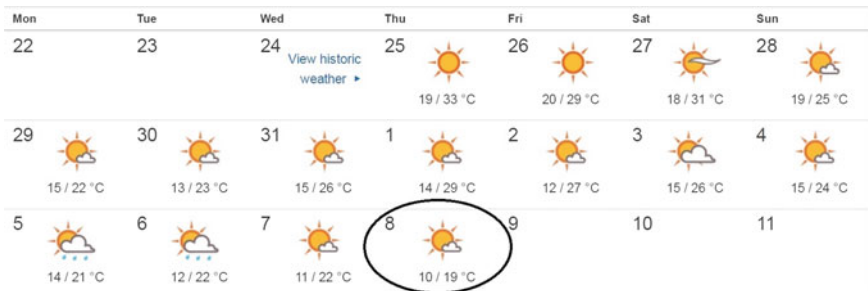 Mon Tue Wed Thu Fri Sat Sun
22 23 24 25 26 27 28
View historic
weather ▸
19 / 33 °C 20 / 29 °C 18 / 31 °C 19 / 25 °C
29 30 31 1 2 3 4
15 / 22 °C 13 / 23 °C 15 / 26 °C 14 / 29 °C 12 / 27 °C 15 / 26 °C 15 / 24 °C
5 6 7 8 9 10 11
14 / 21 °C 12 / 22 °C 11 / 22 °C 10 / 19 °C